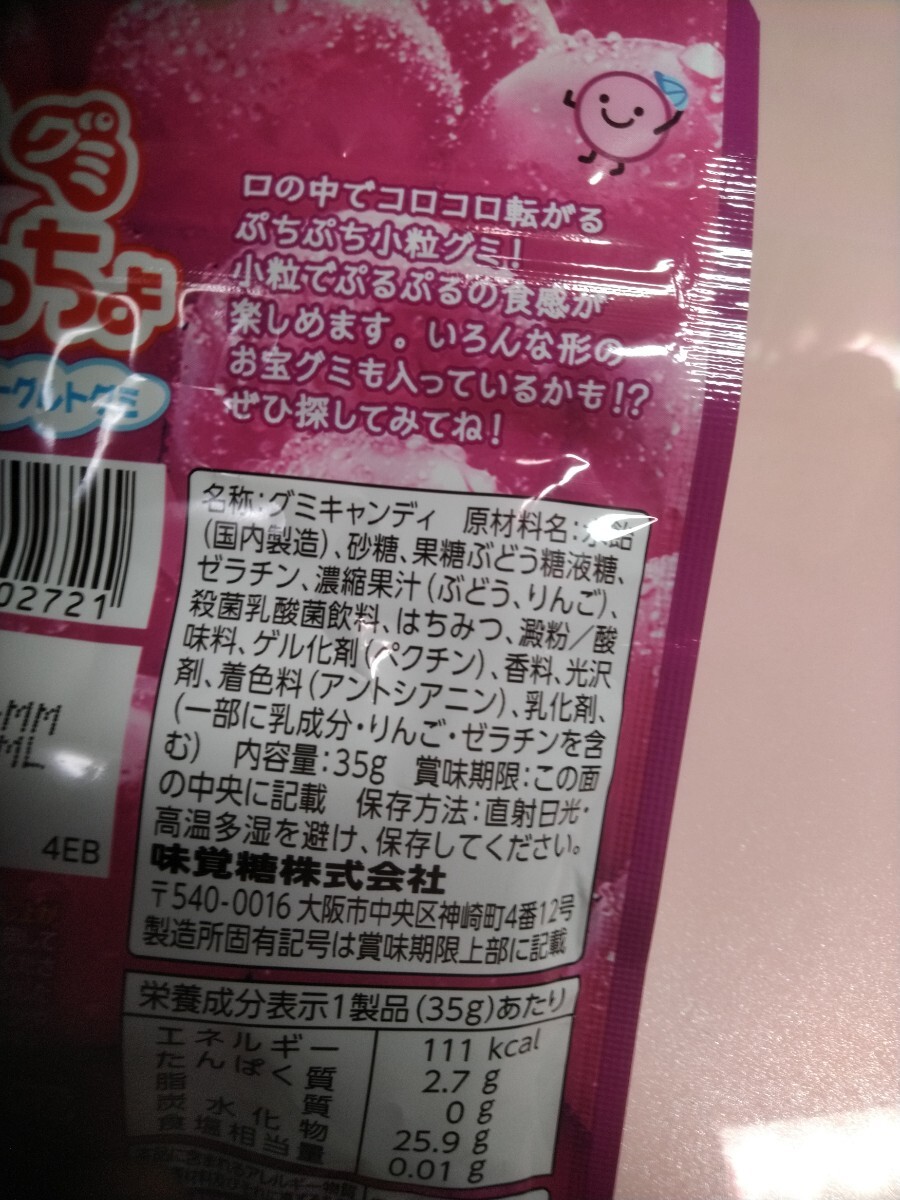 グミ
っちょ
ーグルトグミ
口の中でコロコロ転がる
ぷちぷち小粒グミ!
小粒でぷるぷるの食感が
楽しめます。いろんな形の
お宝グミも入っているかも!?
ぜひ探してみてね!
02721
MM
ML
4EB
名称:グミキャンディ 原材料名:水飴
(国内製造)、砂糖、果糖ぶどう糖液糖、
ゼラチン、濃縮果汁(ぶどう、りんご)、
殺菌乳酸菌飲料、はちみつ、澱粉/酸
味料、ゲル化剤(ペクチン)、香料、光沢
剤、着色料(アントシアニン)、乳化剤、
(一部に乳成分・りんご・ゼラチンを含
む) 内容量:35g 賞味期限:この面
の中央に記載 保存方法:直射日光・
高温多湿を避け、保存してください。
味覚糖株式会社
〒540-0016 大阪市中央区神崎町4番12号
製造所固有記号は賞味期限上部に記載
栄養成分表示1製品(35g)あたり
エネルギー 111 kcal
たんぱく質 2.7 g
脂質 0 g
炭水化物 25.9 g
食塩相当量 0.01 g